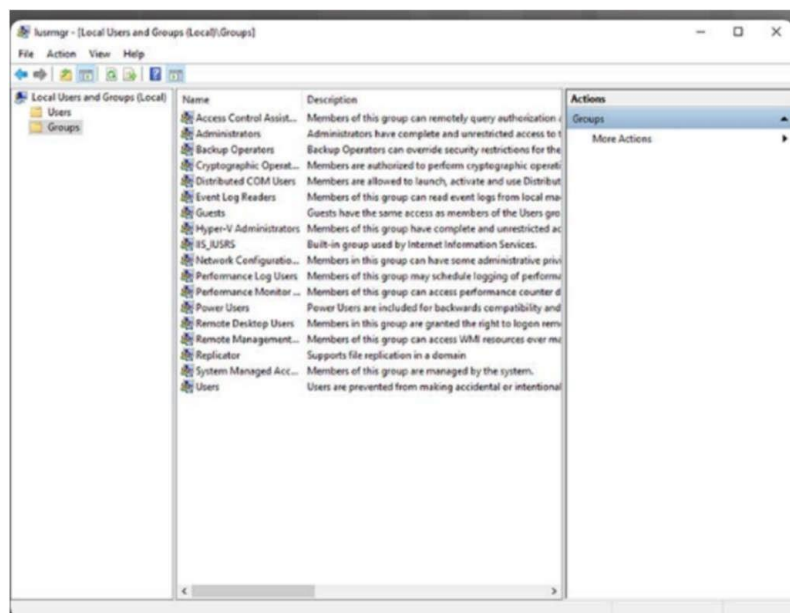 lusrmgr - [Local Users and Groups (Local)\Groups]
File Action View Help
Local Users and Groups (Local)
Users
Groups
Name Description
Access Control Assist... Members of this group can remotely query authorization
Administrators Administrators have complete and unrestricted access to t
Backup Operators Backup Operators can override security restrictions for the
Cryptographic Operat... Members are authorized to perform cryptographic operati
Distributed COM Users Members are allowed to launch, activate and use Distribut
Event Log Readers Members of this group can read event logs from local ma
Guests Guests have the same access as members of the Users gro
Hyper-V Administrators Members of this group have complete and unrestricted ac
IIS_IUSRS Built-in group used by Internet Information Services.
Network Configuratio... Members in this group can have some administrative privi
Performance Log Users Members of this group may schedule logging of performa
Performance Monitor ... Members of this group can access performance counter d
Power Users Power Users are included for backwards compatibility and
Remote Desktop Users Members in this group are granted the right to logon rem
Remote Management... Members of this group can access WMI resources over ma
Replicator Supports file replication in a domain
System Managed Acc... Members of this group are managed by the system.
Users Users are prevented from making accidental or intentional
Actions
Groups
More Actions